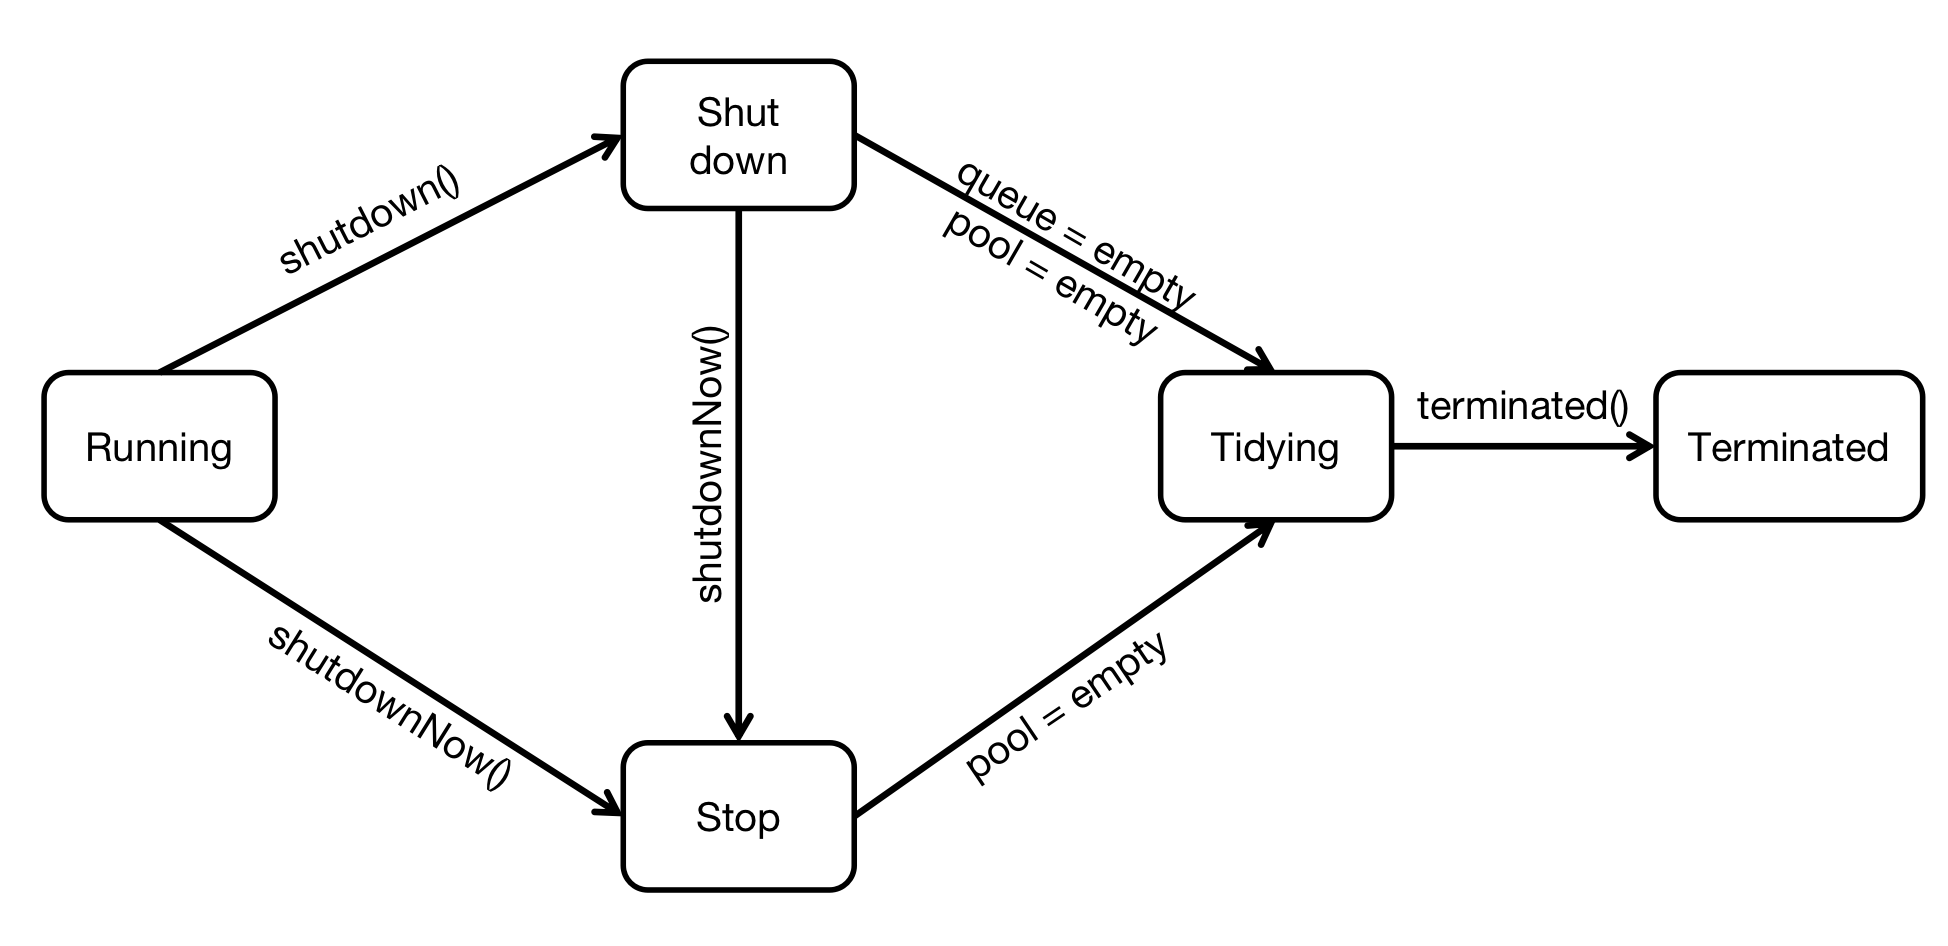 Shut
down
shutdown()
queue = empty
pool = empty
shutdownNow()
Running
Tidying
terminated()
Terminated
shutdownNow()
pool = empty
Stop